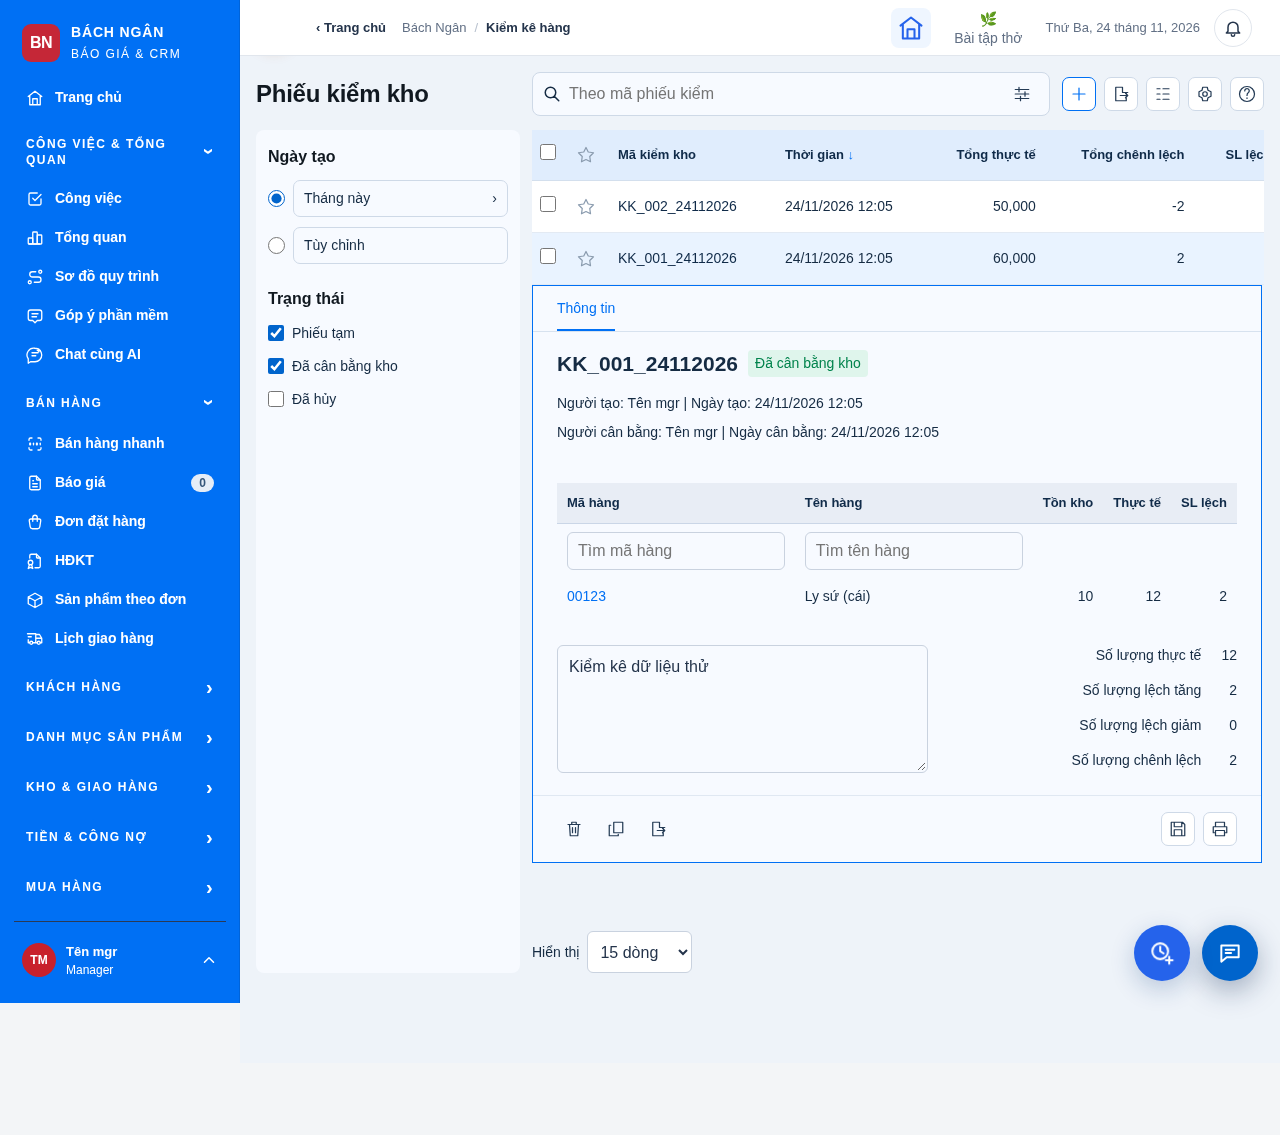 BN
BÁCH NGÂN
BÁO GIÁ & CRM
Trang chủ
CÔNG VIỆC & TỔNG QUAN
Công việc
Tổng quan
Sơ đồ quy trình
Góp ý phần mềm
Chat cùng AI
BÁN HÀNG
Bán hàng nhanh
Báo giá 0
Đơn đặt hàng
HĐKT
Sản phẩm theo đơn
Lịch giao hàng
KHÁCH HÀNG
DANH MỤC SẢN PHẨM
KHO & GIAO HÀNG
TIỀN & CÔNG NỢ
MUA HÀNG
TM
Tên mgr
Manager
‹ Trang chủ Bách Ngân / Kiểm kê hàng
Bài tập thở
Thứ Ba, 24 tháng 11, 2026
Phiếu kiểm kho
Theo mã phiếu kiểm
Ngày tạo
Tháng này ›
Tùy chỉnh
Trạng thái
Phiếu tạm
Đã cân bằng kho
Đã hủy
Mã kiểm kho Thời gian ↓ Tổng thực tế Tổng chênh lệch SL lệc
KK_002_24112026 24/11/2026 12:05 50,000 -2
KK_001_24112026 24/11/2026 12:05 60,000 2
Thông tin
KK_001_24112026 Đã cân bằng kho
Người tạo: Tên mgr | Ngày tạo: 24/11/2026 12:05
Người cân bằng: Tên mgr | Ngày cân bằng: 24/11/2026 12:05
Mã hàng Tên hàng Tồn kho Thực tế SL lệch
Tìm mã hàng Tìm tên hàng
00123 Ly sứ (cái) 10 12 2
Kiểm kê dữ liệu thử
Số lượng thực tế 12
Số lượng lệch tăng 2
Số lượng lệch giảm 0
Số lượng chênh lệch 2
Hiển thị 15 dòng